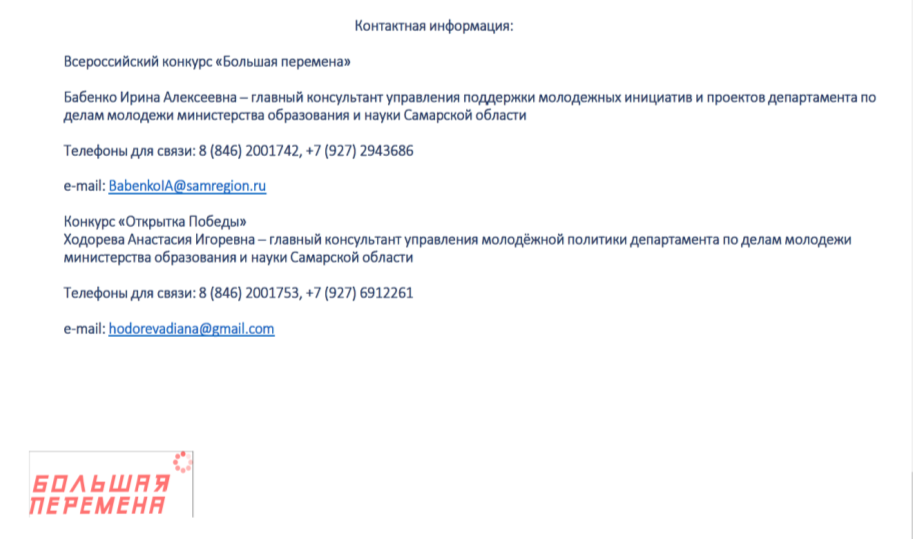 Контактная информация:
Всероссийский конкурс «Большая перемена»
Бабенко Ирина Алексеевна – главный консультант управления поддержки молодежных инициатив и проектов департамента по
делам молодежи министерства образования и науки Самарской области
Телефоны для связи: 8 (846) 2001742, +7 (927) 2943686
e-mail: BabenkoIA@samregion.ru
Конкурс «Открытка Победы»
Ходорева Анастасия Игоревна – главный консультант управления молодёжной политики департамента по делам молодежи
министерства образования и науки Самарской области
Телефоны для связи: 8 (846) 2001753, +7 (927) 6912261
e-mail: hodorevadiana@gmail.com
БОЛЬШАЯ
ПЕРЕМЕНА